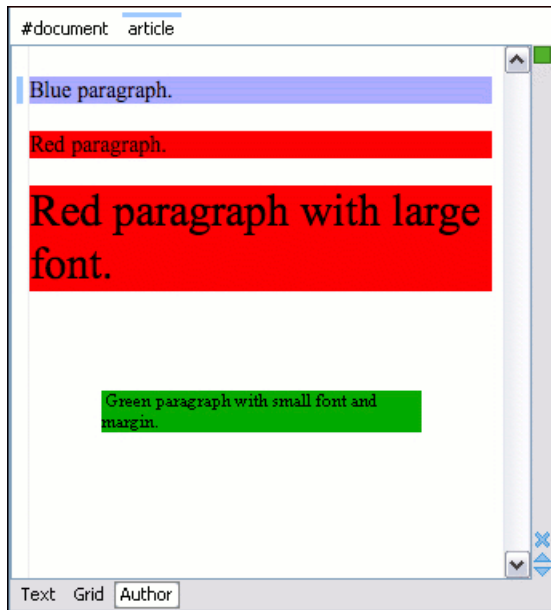 #document article
Blue paragraph.
Red paragraph.
Red paragraph with large
font.
Green paragraph with small font and
margin.
Text Grid Author